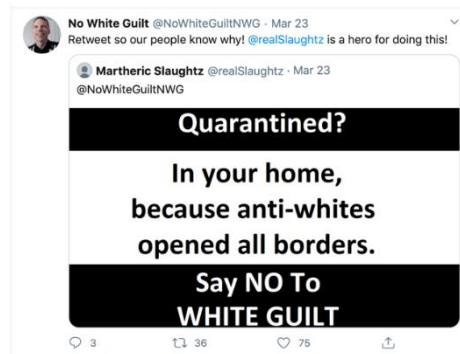 No White Guilt @NoWhiteGuiltNWG · Mar 23
Retweet so our people know why! @realSlaughtz is a hero for doing this!
Martheric Slaughtz @realSlaughtz · Mar 23
@NoWhiteGuiltNWG
Quarantined?
In your home,
because anti-whites
opened all borders.
Say NO To
WHITE GUILT
3 36 75